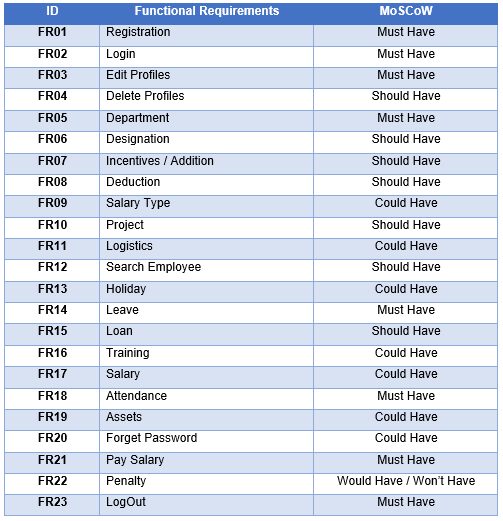 ID Functional Requirements MoSCoW
FR01 Registration Must Have
FR02 Login Must Have
FR03 Edit Profiles Must Have
FR04 Delete Profiles Should Have
FR05 Department Must Have
FR06 Designation Should Have
FR07 Incentives / Addition Should Have
FR08 Deduction Should Have
FR09 Salary Type Could Have
FR10 Project Should Have
FR11 Logistics Could Have
FR12 Search Employee Should Have
FR13 Holiday Could Have
FR14 Leave Must Have
FR15 Loan Should Have
FR16 Training Could Have
FR17 Salary Could Have
FR18 Attendance Must Have
FR19 Assets Could Have
FR20 Forget Password Could Have
FR21 Pay Salary Must Have
FR22 Penalty Would Have / Won't Have
FR23 LogOut Must Have